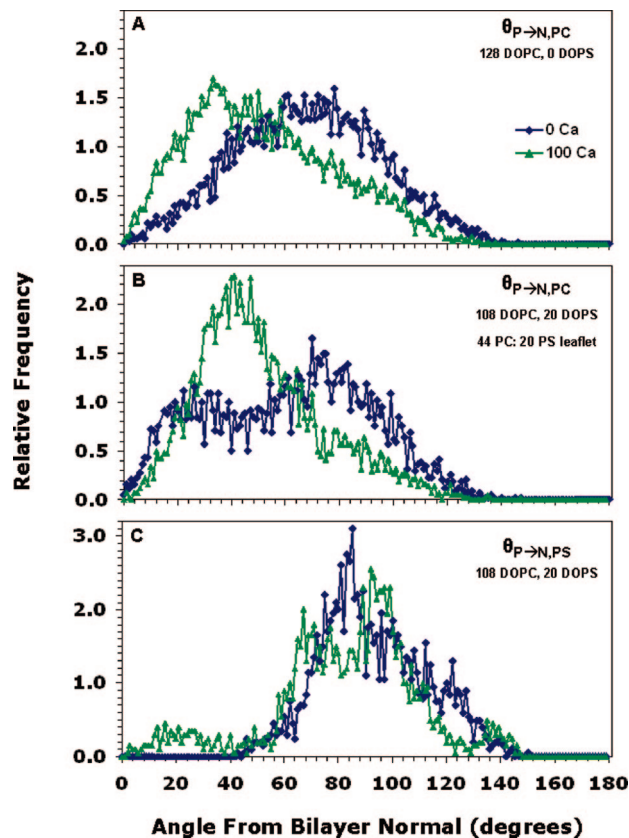 A
θP→N,PC
128 DOPC, 0 DOPS
0 Ca
100 Ca
2.0
1.5
1.0
0.5
0.0
B
θP→N,PC
108 DOPC, 20 DOPS
44 PC: 20 PS leaflet
2.0
1.5
1.0
0.5
0.0
C
θP→N,PS
108 DOPC, 20 DOPS
3.0
2.0
1.0
0.0
0 20 40 60 80 100 120 140 160 180
Relative Frequency
Angle From Bilayer Normal (degrees)